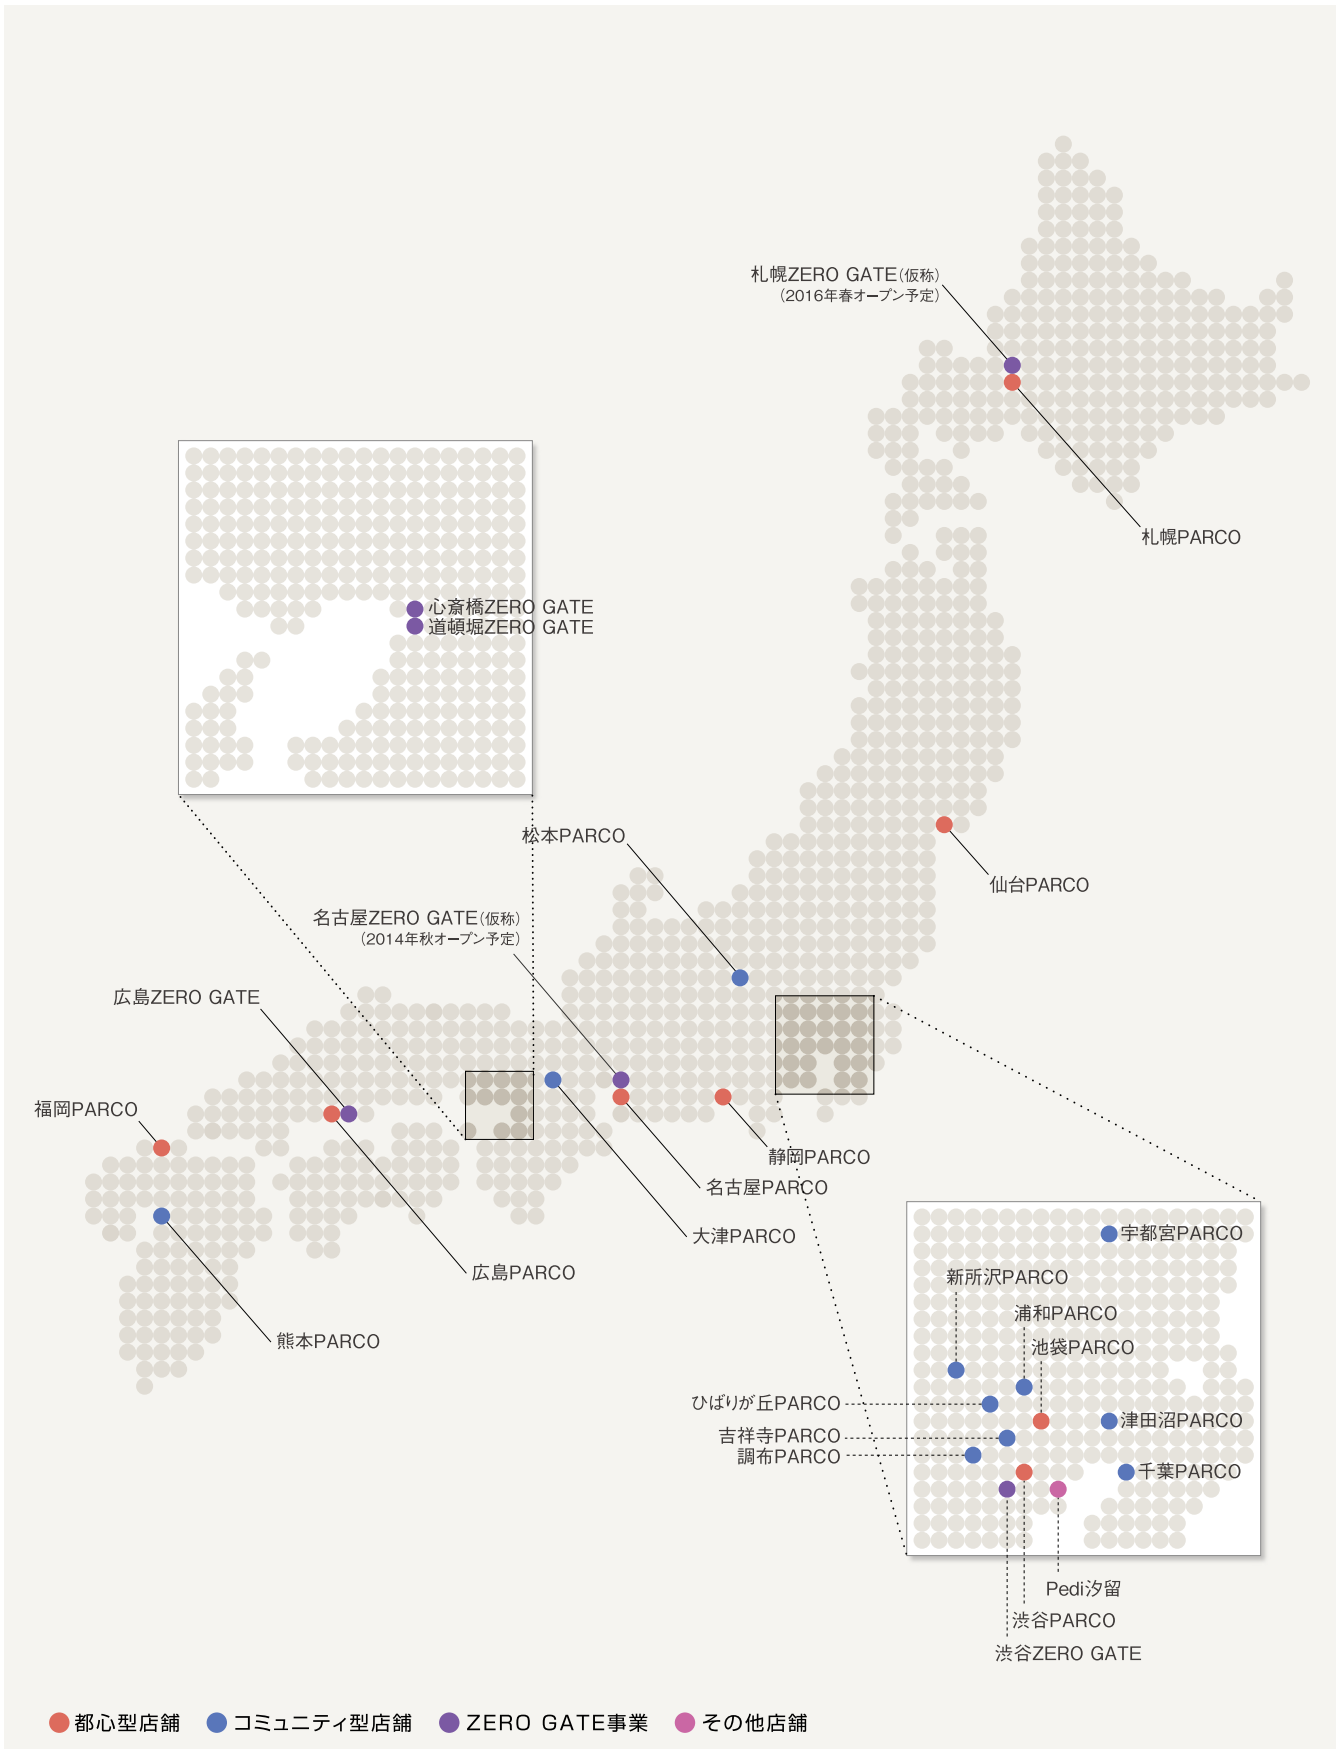 札幌ZERO GATE(仮称)
(2016年春オープン予定)
札幌PARCO
心斎橋ZERO GATE
道頓堀ZERO GATE
松本PARCO
仙台PARCO
名古屋ZERO GATE(仮称)
(2014年秋オープン予定)
広島ZERO GATE
福岡PARCO
静岡PARCO
名古屋PARCO
大津PARCO
広島PARCO
熊本PARCO
宇都宮PARCO
新所沢PARCO
浦和PARCO
池袋PARCO
ひばりが丘PARCO
津田沼PARCO
吉祥寺PARCO
調布PARCO
千葉PARCO
Pedi汐留
渋谷PARCO
渋谷ZERO GATE
都心型店舗 コミュニティ型店舗 ZERO GATE事業 その他店舗